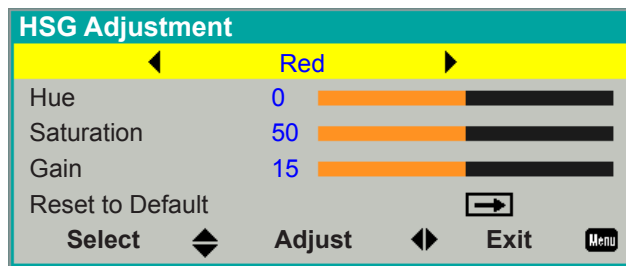 HSG Adjustment
Red
Hue 0
Saturation 50
Gain 15
Reset to Default
Select Adjust Exit Menu